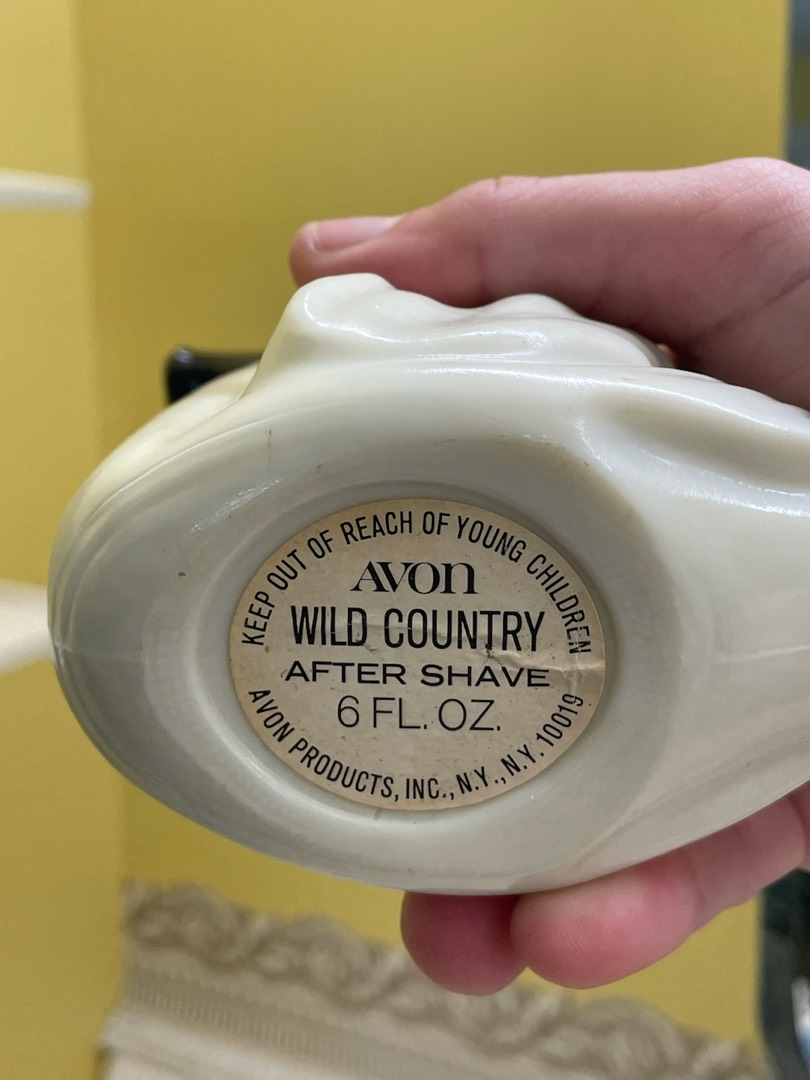 KEEP OUT OF REACH OF YOUNG CHILDREN
AVON
WILD COUNTRY
AFTER SHAVE
6 FL. OZ.
AVON PRODUCTS, INC., N.Y., N.Y. 10019